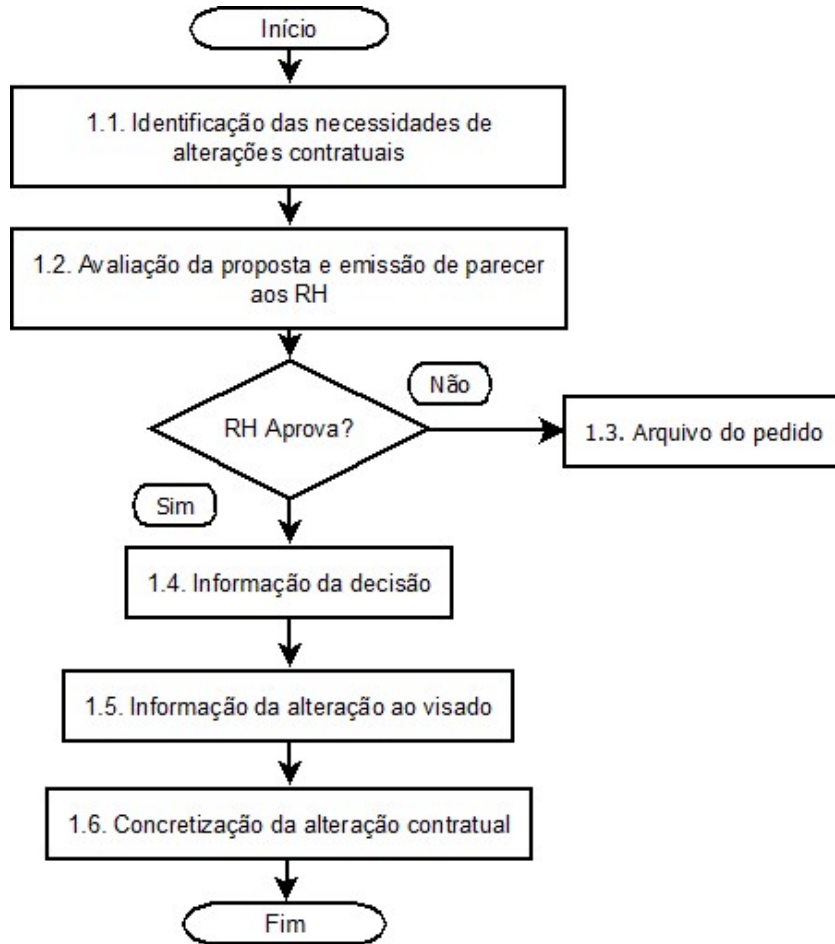 Início
1.1. Identificação das necessidades de
alterações contratuais
1.2. Avaliação da proposta e emissão de parecer
aos RH
RH Aprova?
Não
1.3. Arquivo do pedido
Sim
1.4. Informação da decisão
1.5. Informação da alteração ao visado
1.6. Concretização da alteração contratual
Fim